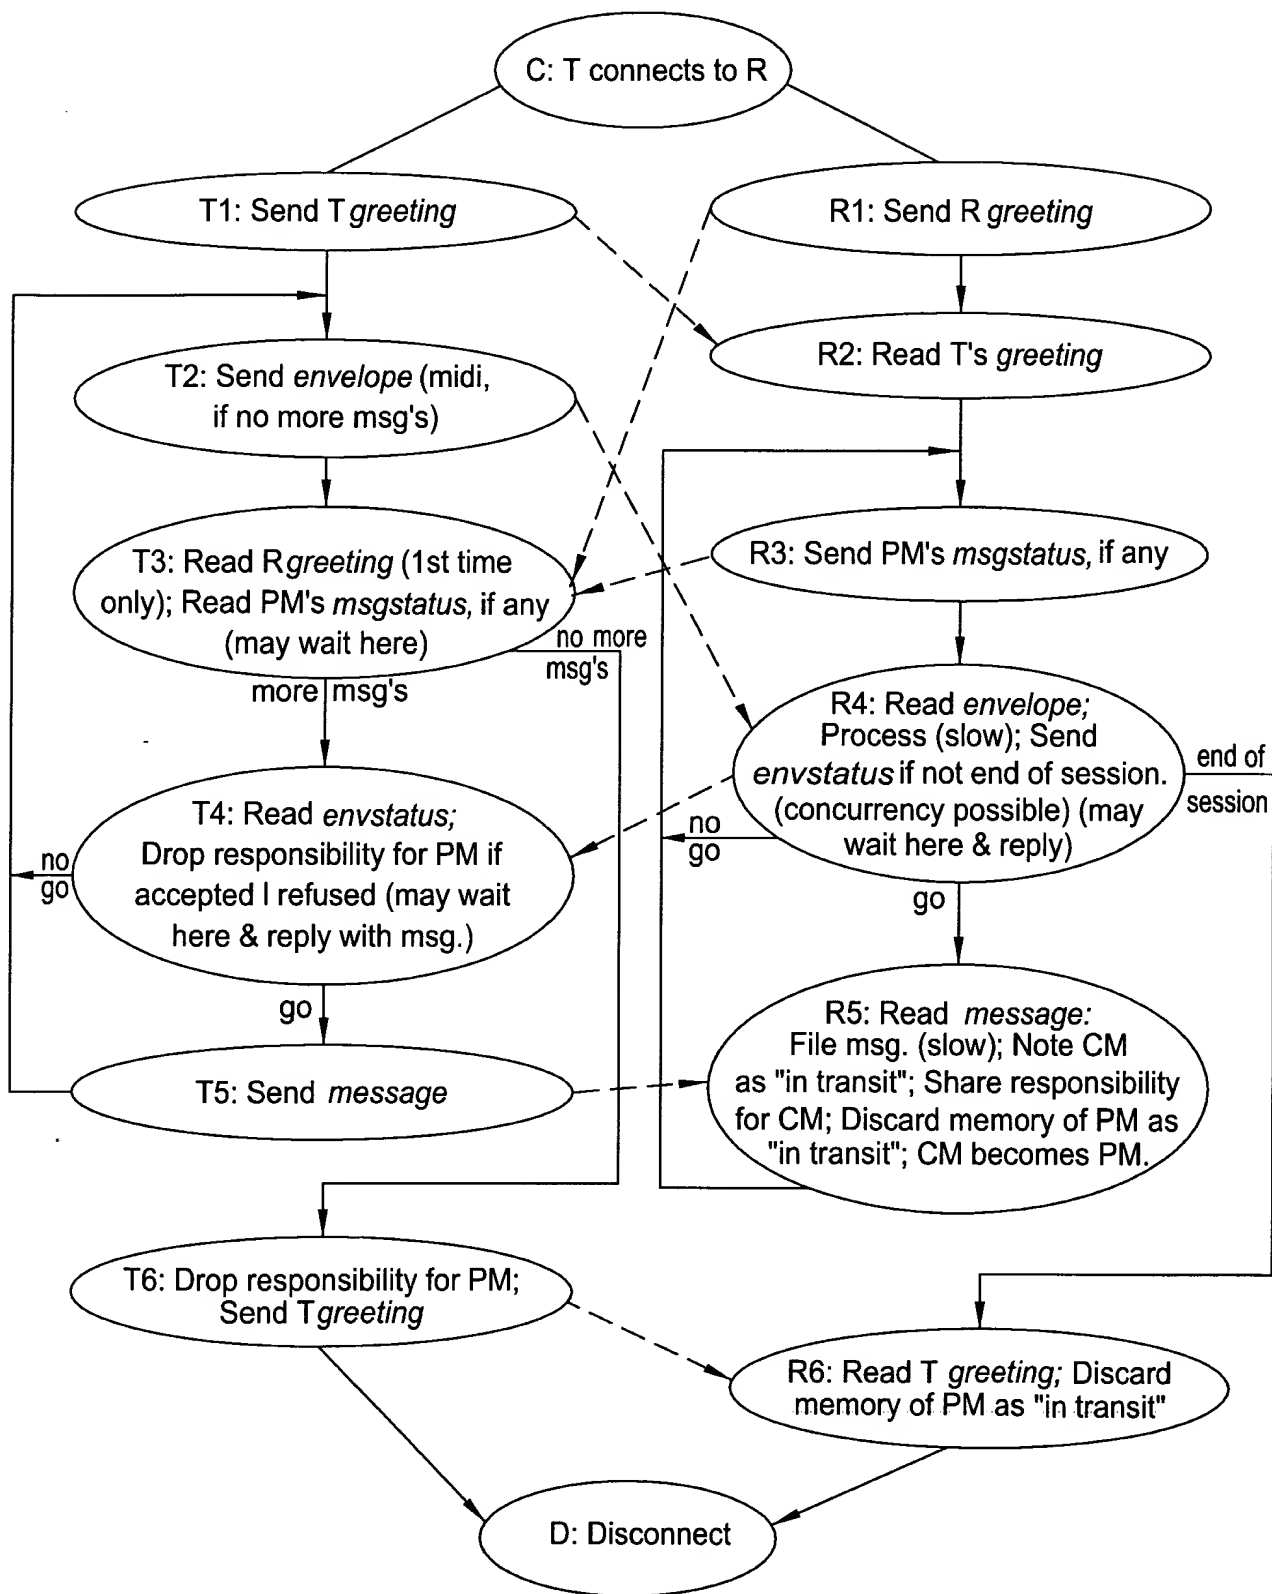 C: T connects to R
T1: Send T greeting
R1: Send R greeting
R2: Read T's greeting
T2: Send envelope (midi,
if no more msg's)
T3: Read R greeting (1st time
only); Read PM's msgstatus, if any
(may wait here)
R3: Send PM's msgstatus, if any
no more
msg's
more msg's
R4: Read envelope;
Process (slow); Send
envstatus if not end of session.
(concurrency possible) (may
wait here & reply)
end of
session
no
go
go
T4: Read envstatus;
Drop responsibility for PM if
accepted I refused (may wait
here & reply with msg.)
no
go
go
T5: Send message
R5: Read message:
File msg. (slow); Note CM
as "in transit"; Share responsibility
for CM; Discard memory of PM as
"in transit"; CM becomes PM.
T6: Drop responsibility for PM;
Send T greeting
R6: Read T greeting; Discard
memory of PM as "in transit"
D: Disconnect